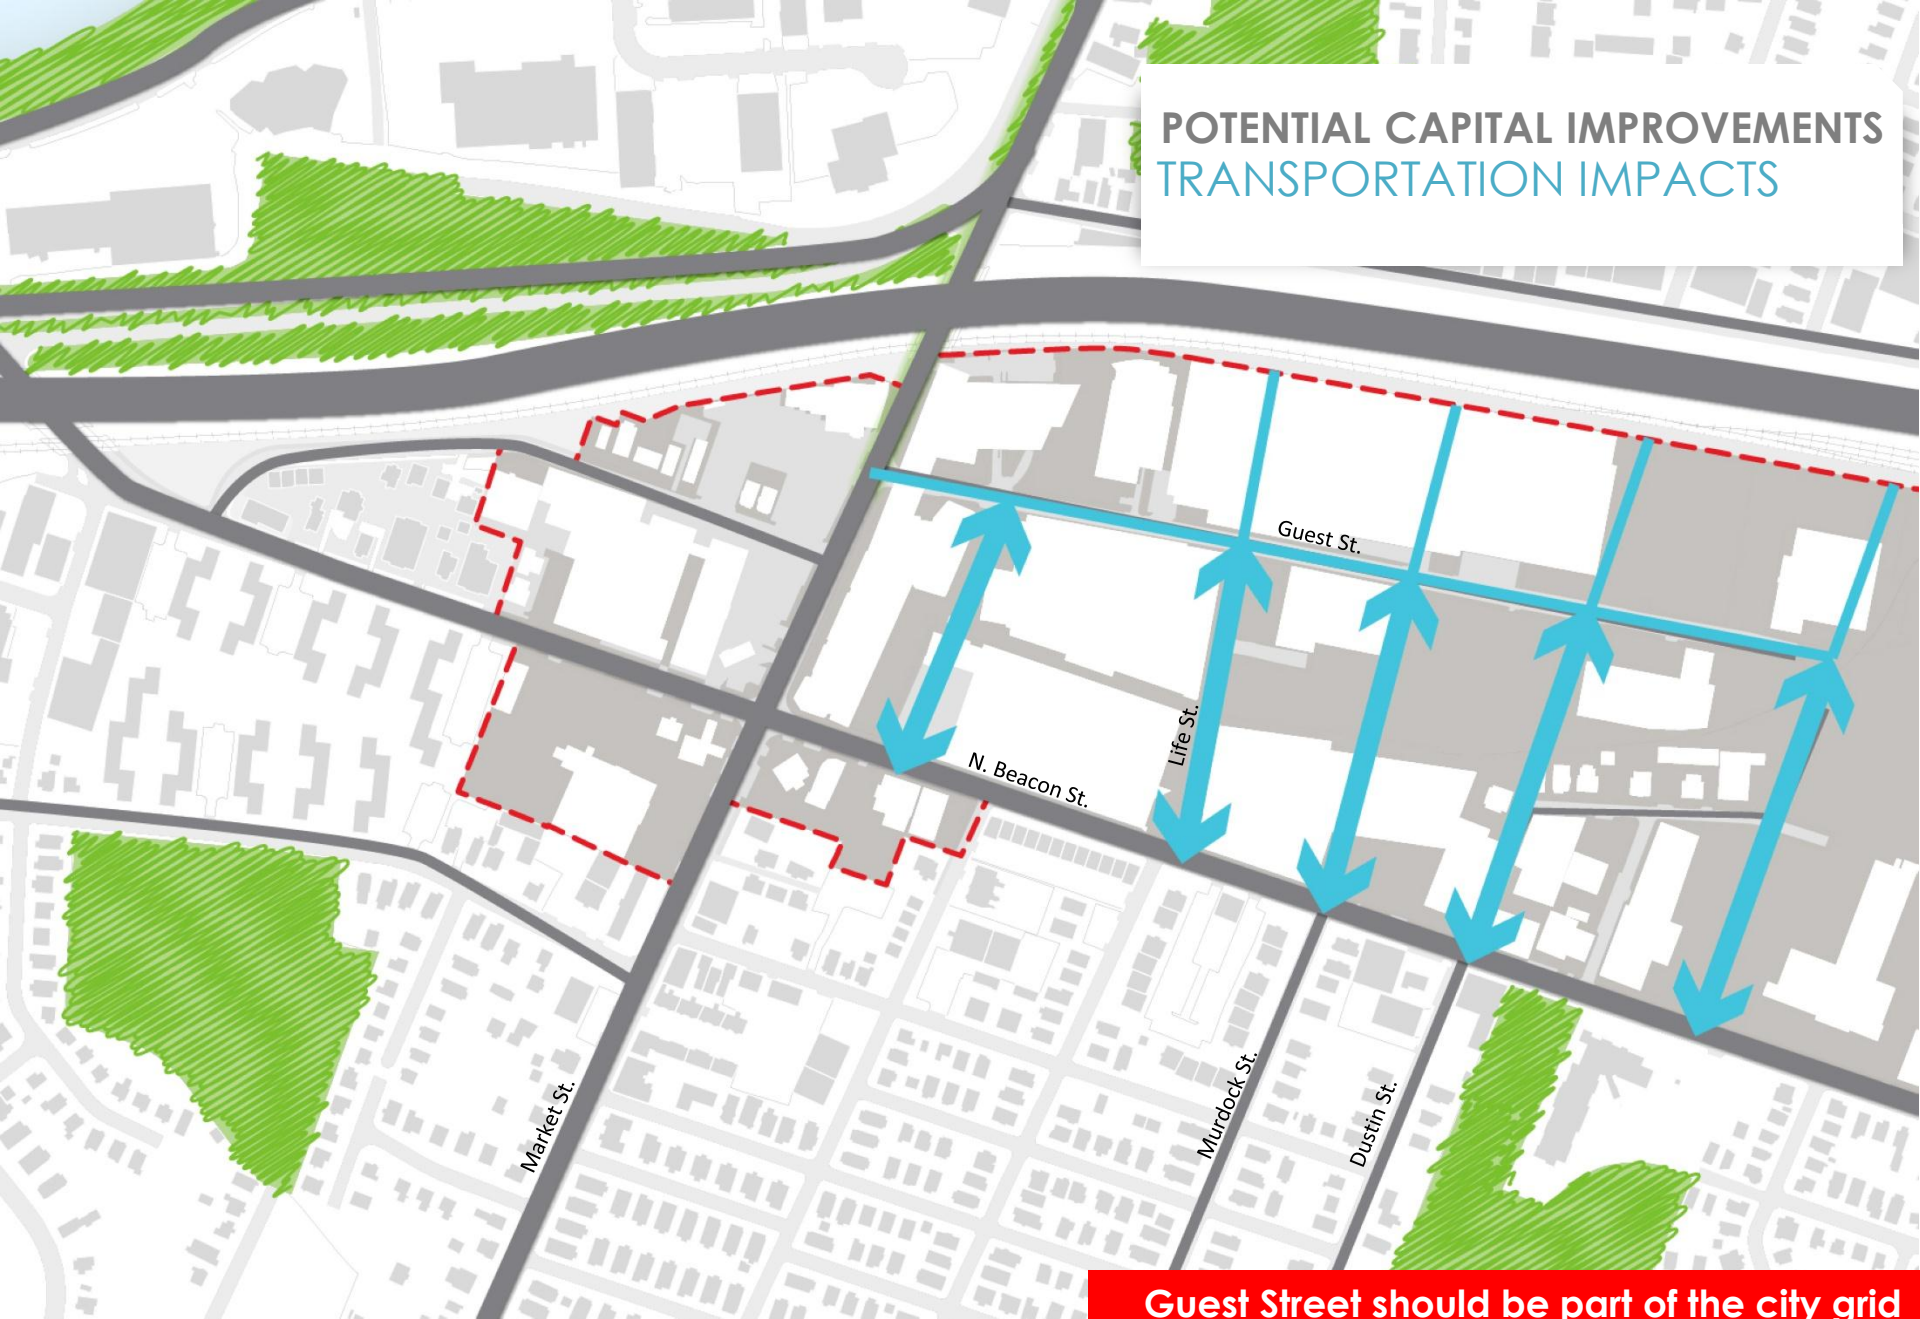 POTENTIAL CAPITAL IMPROVEMENTS
TRANSPORTATION IMPACTS
Guest St.
Life St.
N. Beacon St.
Market St.
Murdock St.
Dustin St.
Guest Street should be part of the city grid